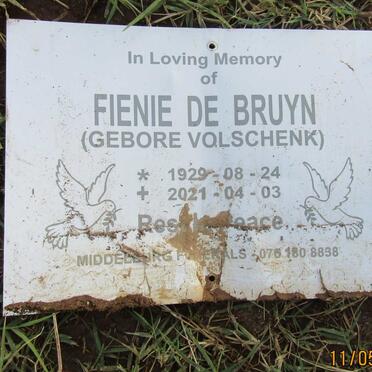 In Loving Memory
of
FIENIE DE BRUYN
(GEBORE VOLSCHENK)
* 1929 - 08 - 24
+ 2021 - 04 - 03
Rest In Peace
MIDDELBURG FUNERALS - 076 180 8838
11/05